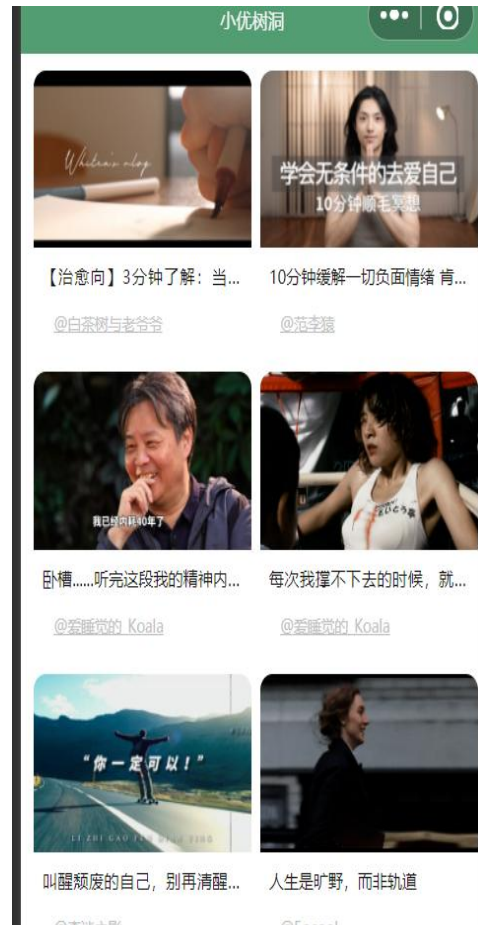 小优树洞
Whiten's vlog
学会无条件的去爱自己
10分钟顺毛冥想
【治愈向】3分钟了解：当...
10分钟缓解一切负面情绪 肯...
@白茶树与老爷爷
@范李猿
我已经内耗40年了
卧槽......听完这段我的精神内...
每次我撑不下去的时候，就...
@爱睡觉的 Koala
@爱睡觉的 Koala
“你一定可以！”
叫醒颓废的自己，别再清醒...
人生是旷野，而非轨道